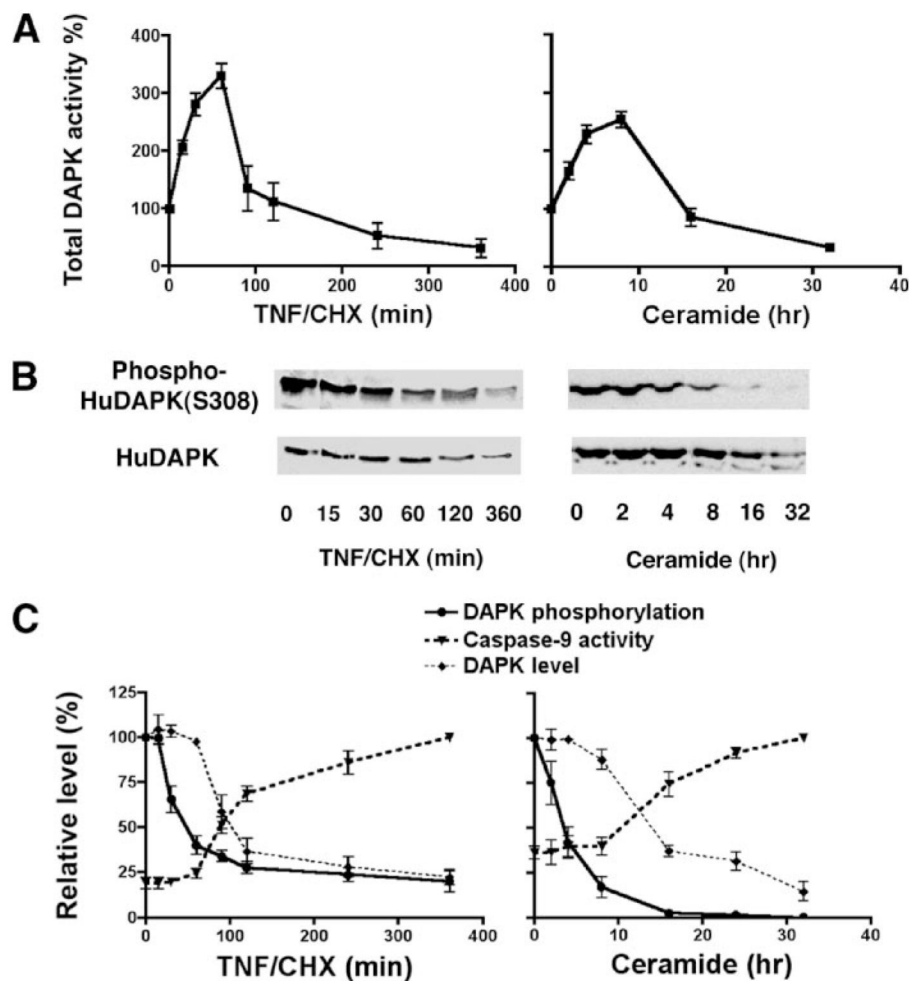 A
Total DAPK activity %)
400
300
200
100
0
0 100 200 300 400
TNF/CHX (min)
0 10 20 30 40
Ceramide (hr)
B
Phospho-
HuDAPK(S308)
HuDAPK
0 15 30 60 120 360
TNF/CHX (min)
0 2 4 8 16 32
Ceramide (hr)
C
DAPK phosphorylation
Caspase-9 activity
DAPK level
Relative level (%)
125
100
75
50
25
0
0 100 200 300 400
TNF/CHX (min)
0 10 20 30 40
Ceramide (hr)